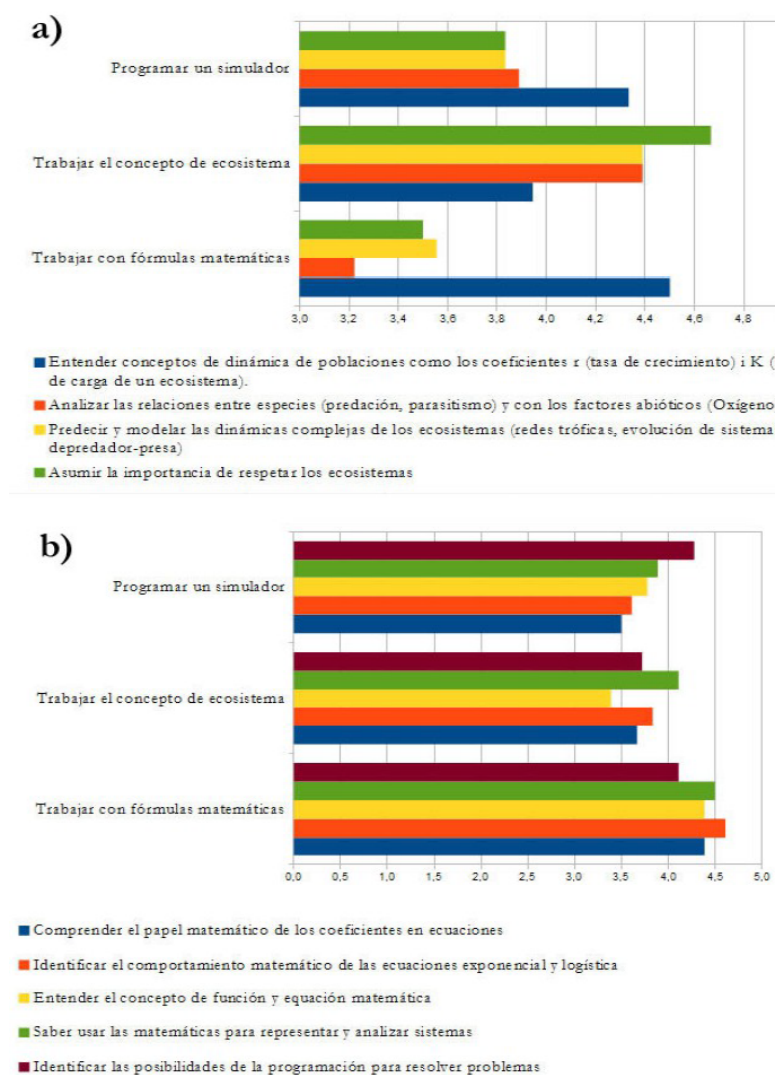 a)
Programar un simulador
Trabajar el concepto de ecosistema
Trabajar con fórmulas matemáticas
3,0 3,2 3,4 3,6 3,8 4,0 4,2 4,4 4,6 4,8
Entender conceptos de dinámica de poblaciones como los coeficientes r (tasa de crecimiento) i K (
de carga de un ecosistema).
Analizar las relaciones entre especies (predación, parasitismo) y con los factores abióticos (Oxígeno
Predecir y modelar las dinámicas complejas de los ecosistemas (redes tróficas, evolución de sistema
depredador-presa)
Asumir la importancia de respetar los ecosistemas
b)
Programar un simulador
Trabajar el concepto de ecosistema
Trabajar con fórmulas matemáticas
0,0 0,5 1,0 1,5 2,0 2,5 3,0 3,5 4,0 4,5 5,0
Comprender el papel matemático de los coeficientes en ecuaciones
Identificar el comportamiento matemático de las ecuaciones exponencial y logística
Entender el concepto de función y equación matemática
Saber usar las matemáticas para representar y analizar sistemas
Identificar las posibilidades de la programación para resolver problemas